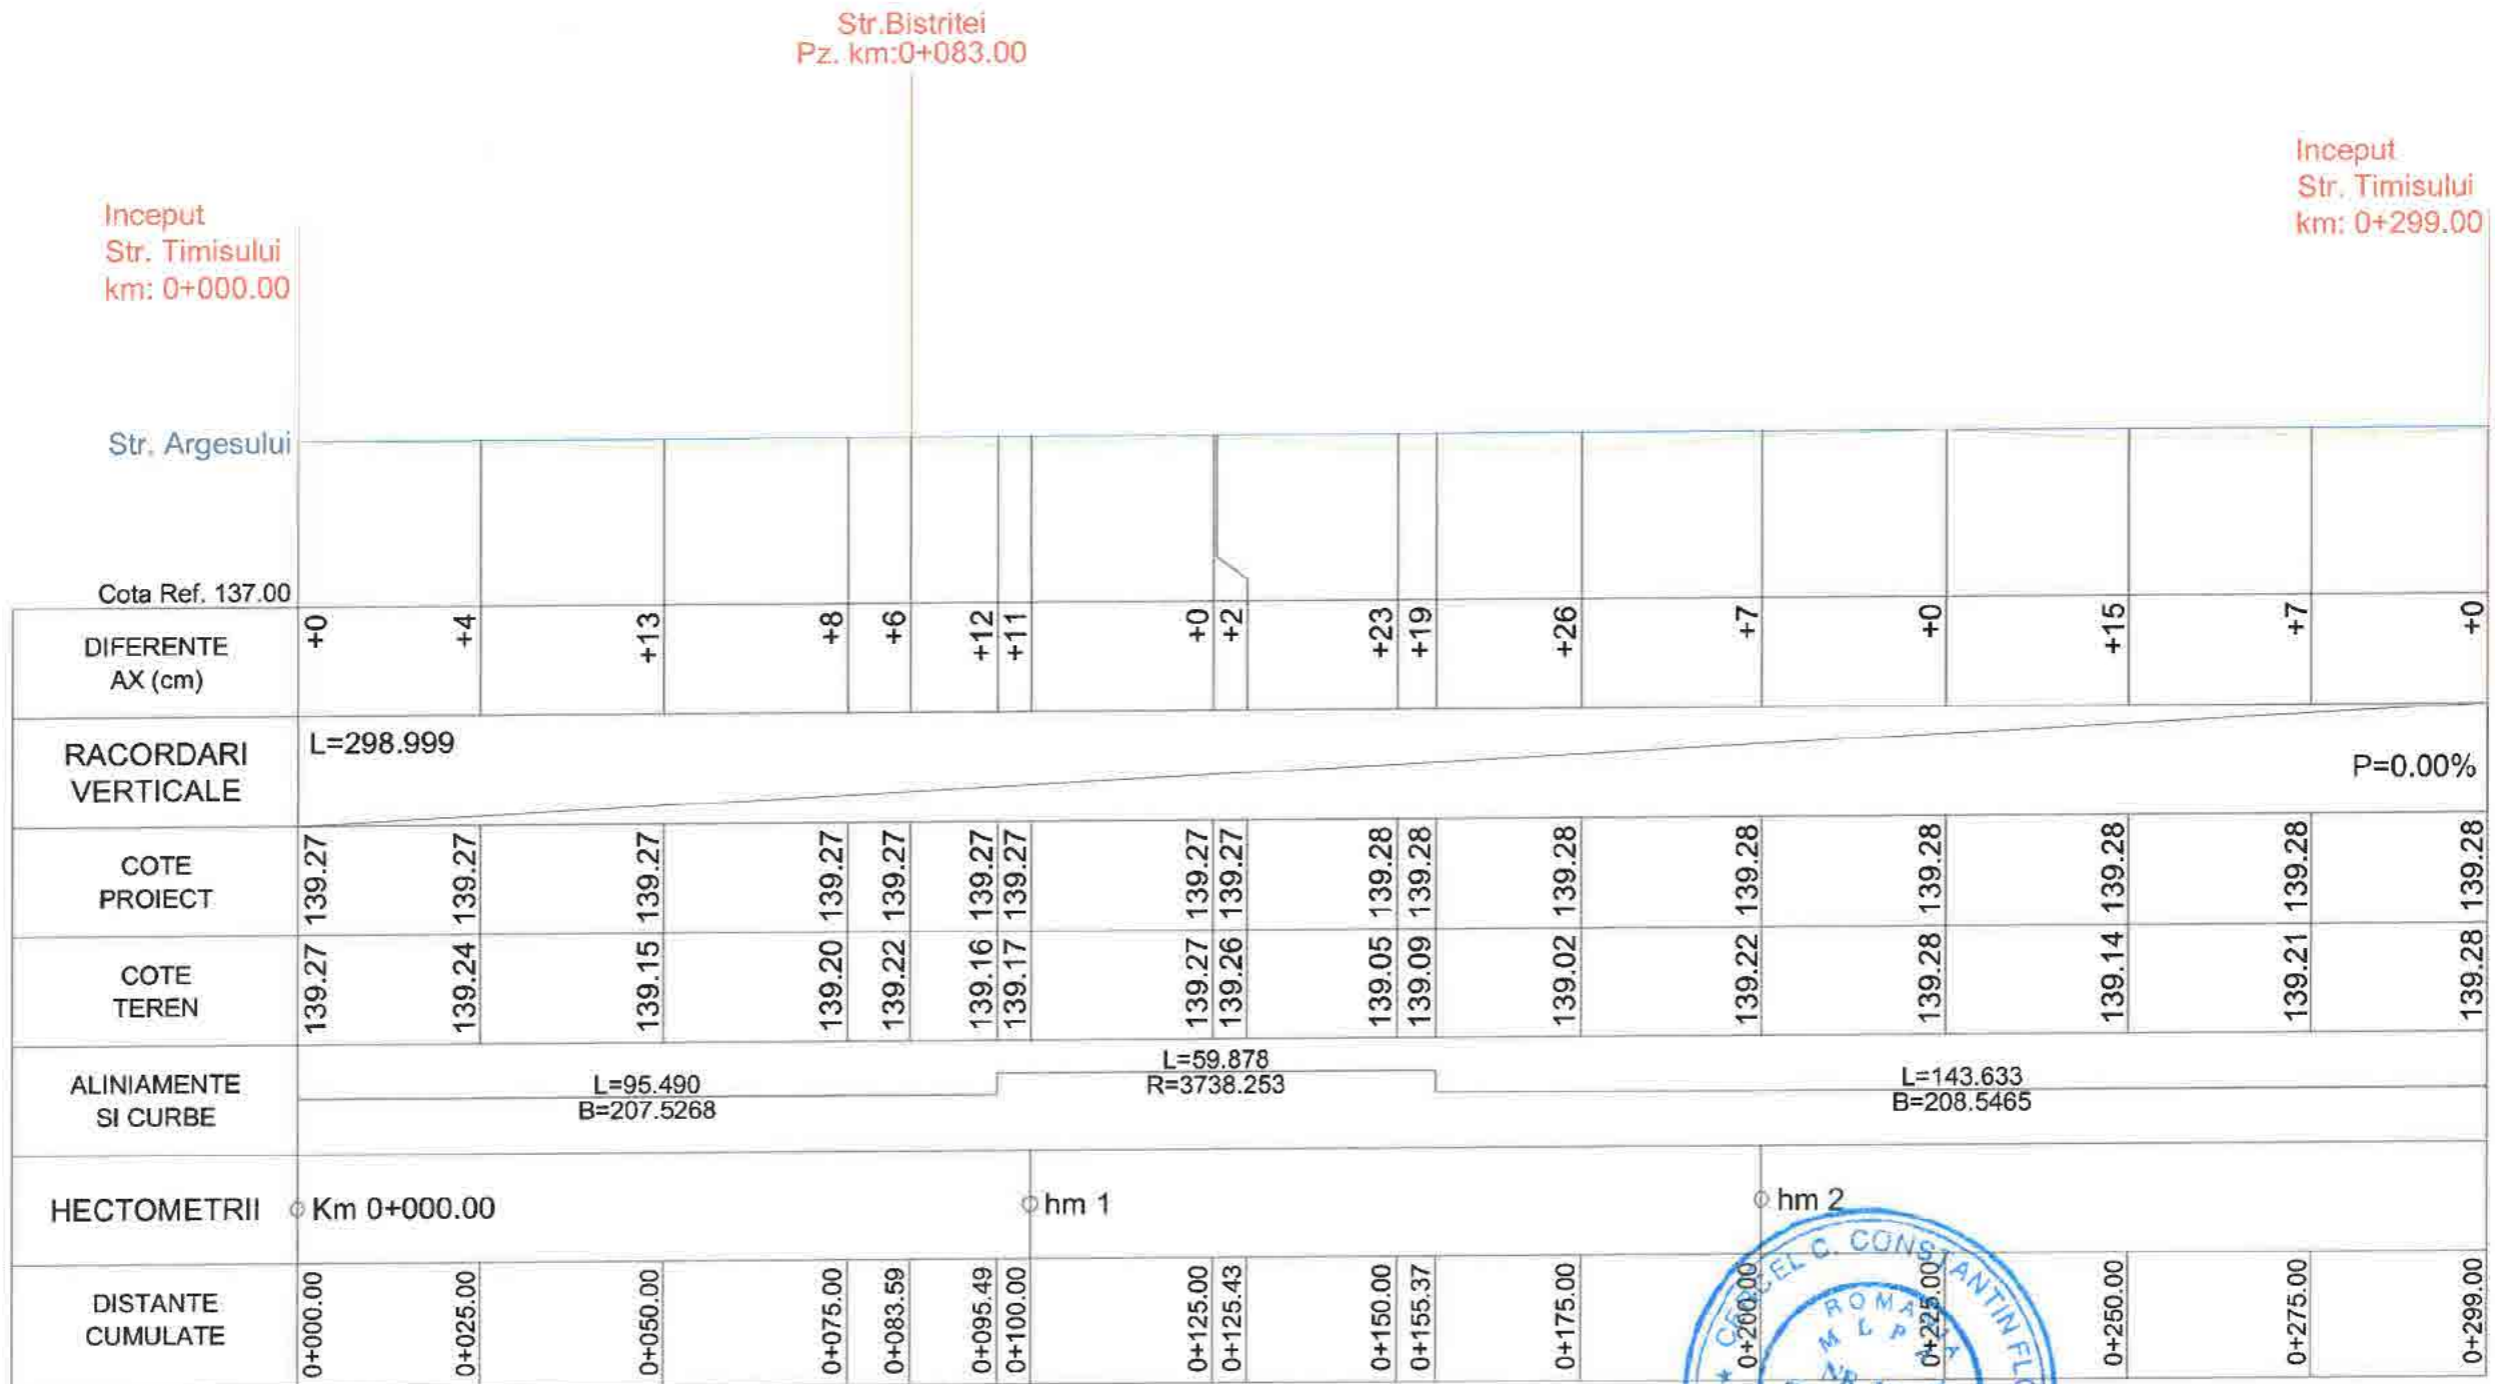 Str.Bistritei
Pz. km:0+083.00
Inceput
Str. Timisului
km: 0+299.00
Inceput
Str. Timisului
km: 0+000.00
Str. Argesului
Cota Ref. 137.00
DIFERENTE
AX (cm)
+0 +4 +13 +8 +6 +12 +11 +0 +2 +23 +19 +26 +7 +0 +15 +7 +0
RACORDARI
VERTICALE
L=298.999
P=0.00%
COTE
PROIECT
139.27 139.27 139.27 139.27 139.27 139.27 139.27 139.27 139.27 139.28 139.28 139.28 139.28 139.28 139.28 139.28 139.28
COTE
TEREN
139.27 139.24 139.15 139.20 139.22 139.16 139.17 139.27 139.26 139.05 139.09 139.02 139.22 139.28 139.14 139.21 139.28
ALINIAMENTE
SI CURBE
L=95.490
B=207.5268
L=59.878
R=3738.253
L=143.633
B=208.5465
HECTOMETRII
Km 0+000.00
hm 1
hm 2
DISTANTE
CUMULATE
0+000.00 0+025.00 0+050.00 0+075.00 0+083.59 0+095.49 0+100.00 0+125.00 0+125.43 0+150.00 0+155.37 0+175.00 0+200.00 0+225.00 0+250.00 0+275.00 0+299.00
CERCEL C. CONSTANTIN
ROMANIA